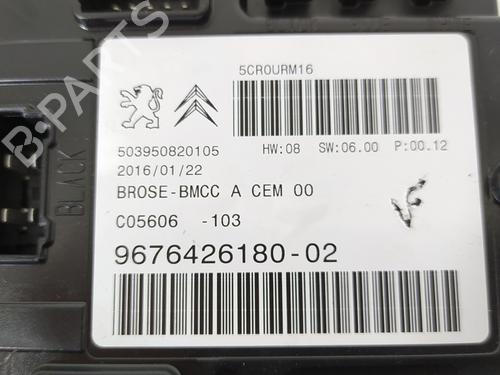 5CR0URM16
503950820105 HW:08 SW:06.00 P:00.12
2016/01/22
BROSE-BMCC A CEM 00
C05606 -103
9676426180-02
BLACK
B-PARTS